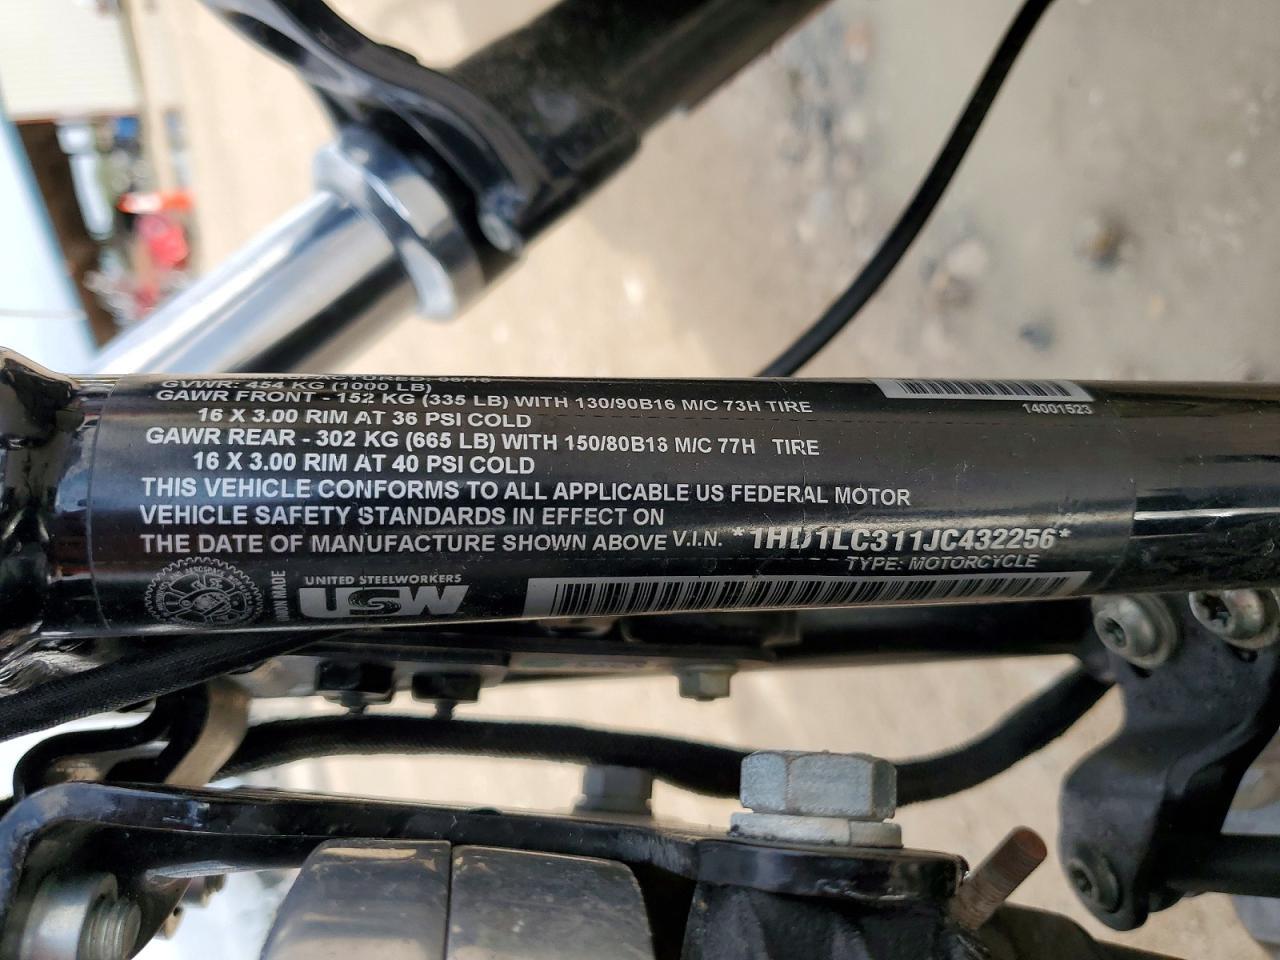 GVWR: 454 KG (1000 LB)
GAWR FRONT - 152 KG (335 LB) WITH 130/90B16 M/C 73H TIRE
16 X 3.00 RIM AT 36 PSI COLD
GAWR REAR - 302 KG (665 LB) WITH 150/80B16 M/C 77H TIRE
16 X 3.00 RIM AT 40 PSI COLD
THIS VEHICLE CONFORMS TO ALL APPLICABLE US FEDERAL MOTOR
VEHICLE SAFETY STANDARDS IN EFFECT ON
THE DATE OF MANUFACTURE SHOWN ABOVE V.I.N. *1HD1LC311JC432256*
TYPE: MOTORCYCLE
14001523
UNITED STEELWORKERS
USW
MADE